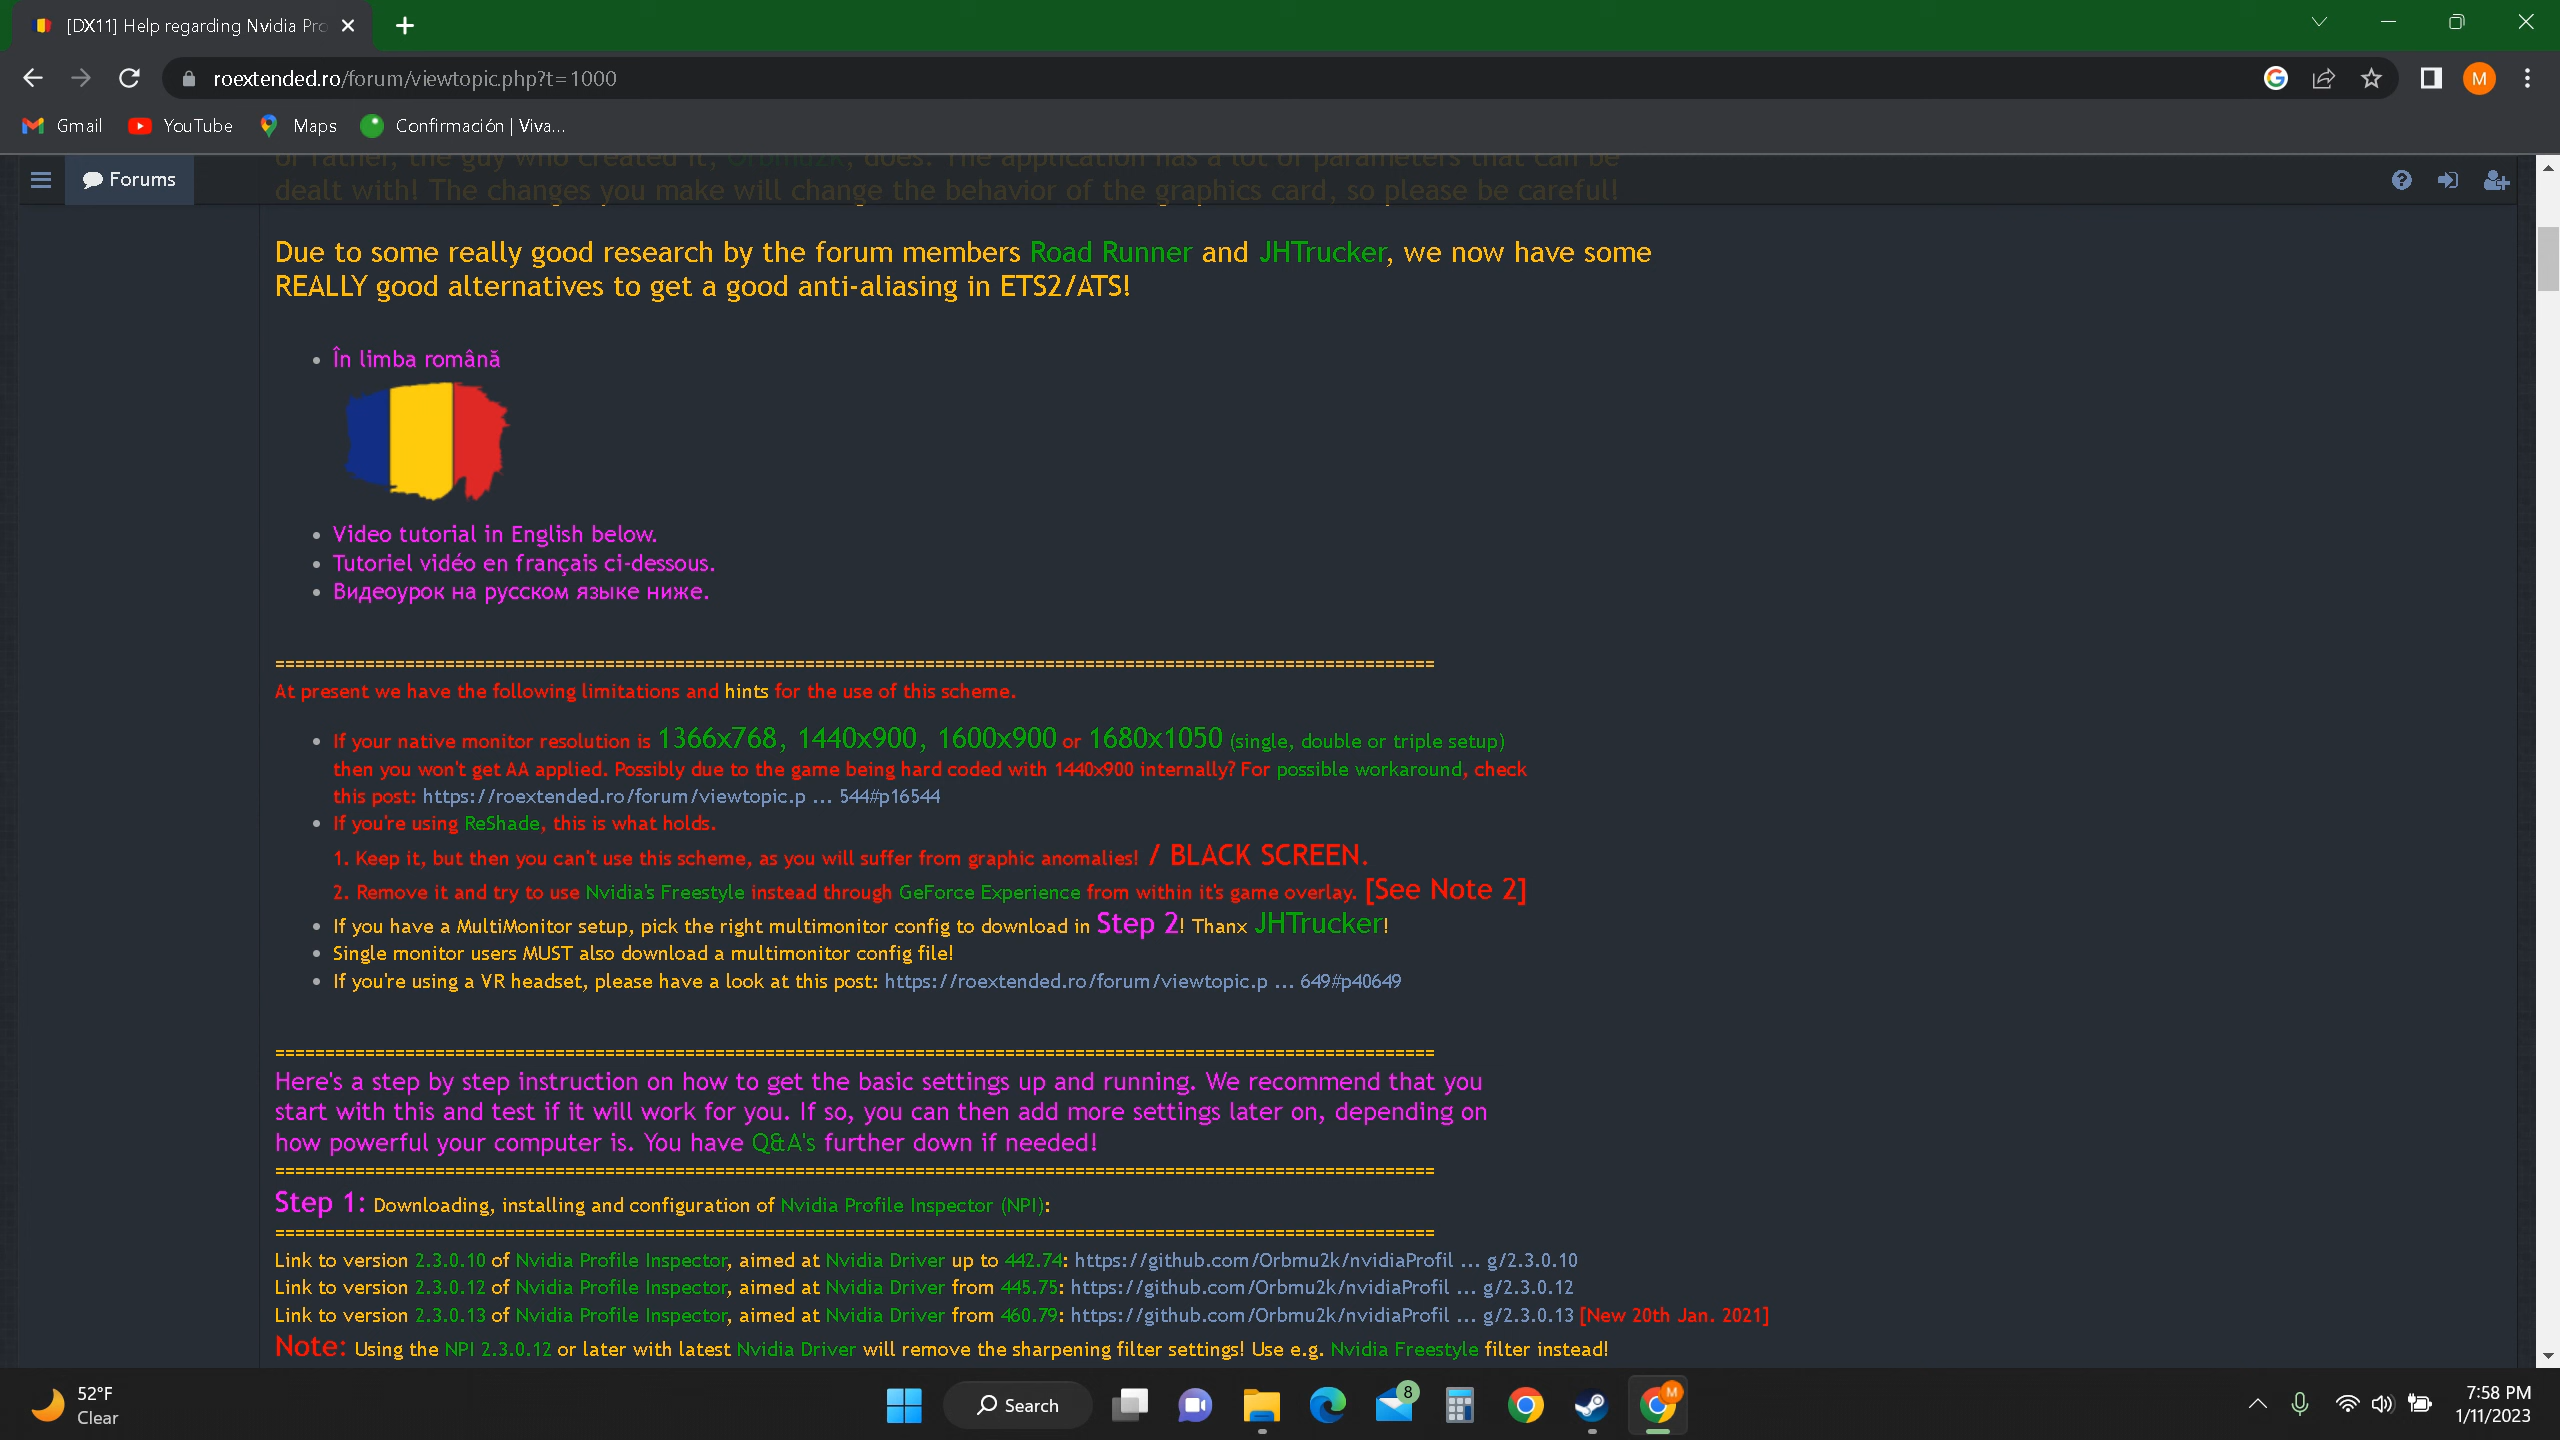 [DX11] Help regarding Nvidia Pro
roextended.ro/forum/viewtopic.php?t=1000
M
Gmail
YouTube
Maps
Confirmación | Viva...
or rather, the guy who created it, Orbmu2k, does. The application has a lot of parameters that can be
Forums
dealt with! The changes you make will change the behavior of the graphics card, so please be careful!
Due to some really good research by the forum members Road Runner and JHTrucker, we now have some
REALLY good alternatives to get a good anti-aliasing in ETS2/ATS!
În limba română
Video tutorial in English below.
Tutoriel vidéo en français ci-dessous.
Видеоурок на русском языке ниже.
====================================================================================================================
At present we have the following limitations and hints for the use of this scheme.
If your native monitor resolution is 1366x768, 1440x900, 1600x900 or 1680x1050 (single, double or triple setup)
then you won't get AA applied. Possibly due to the game being hard coded with 1440x900 internally? For possible workaround, check
this post: https://roextended.ro/forum/viewtopic.p ... 544#p16544
If you're using ReShade, this is what holds.
1. Keep it, but then you can't use this scheme, as you will suffer from graphic anomalies! / BLACK SCREEN.
2. Remove it and try to use Nvidia's Freestyle instead through GeForce Experience from within it's game overlay. [See Note 2]
If you have a MultiMonitor setup, pick the right multimonitor config to download in Step 2! Thanx JHTrucker!
Single monitor users MUST also download a multimonitor config file!
If you're using a VR headset, please have a look at this post: https://roextended.ro/forum/viewtopic.p ... 649#p40649
====================================================================================================================
Here's a step by step instruction on how to get the basic settings up and running. We recommend that you
start with this and test if it will work for you. If so, you can then add more settings later on, depending on
how powerful your computer is. You have Q&A's further down if needed!
====================================================================================================================
Step 1: Downloading, installing and configuration of Nvidia Profile Inspector (NPI):
====================================================================================================================
Link to version 2.3.0.10 of Nvidia Profile Inspector, aimed at Nvidia Driver up to 442.74: https://github.com/Orbmu2k/nvidiaProfil ... g/2.3.0.10
Link to version 2.3.0.12 of Nvidia Profile Inspector, aimed at Nvidia Driver from 445.75: https://github.com/Orbmu2k/nvidiaProfil ... g/2.3.0.12
Link to version 2.3.0.13 of Nvidia Profile Inspector, aimed at Nvidia Driver from 460.79: https://github.com/Orbmu2k/nvidiaProfil ... g/2.3.0.13 [New 20th Jan. 2021]
Note: Using the NPI 2.3.0.12 or later with latest Nvidia Driver will remove the sharpening filter settings! Use e.g. Nvidia Freestyle filter instead!
52°F
Clear
Search
8
M
7:58 PM
1/11/2023